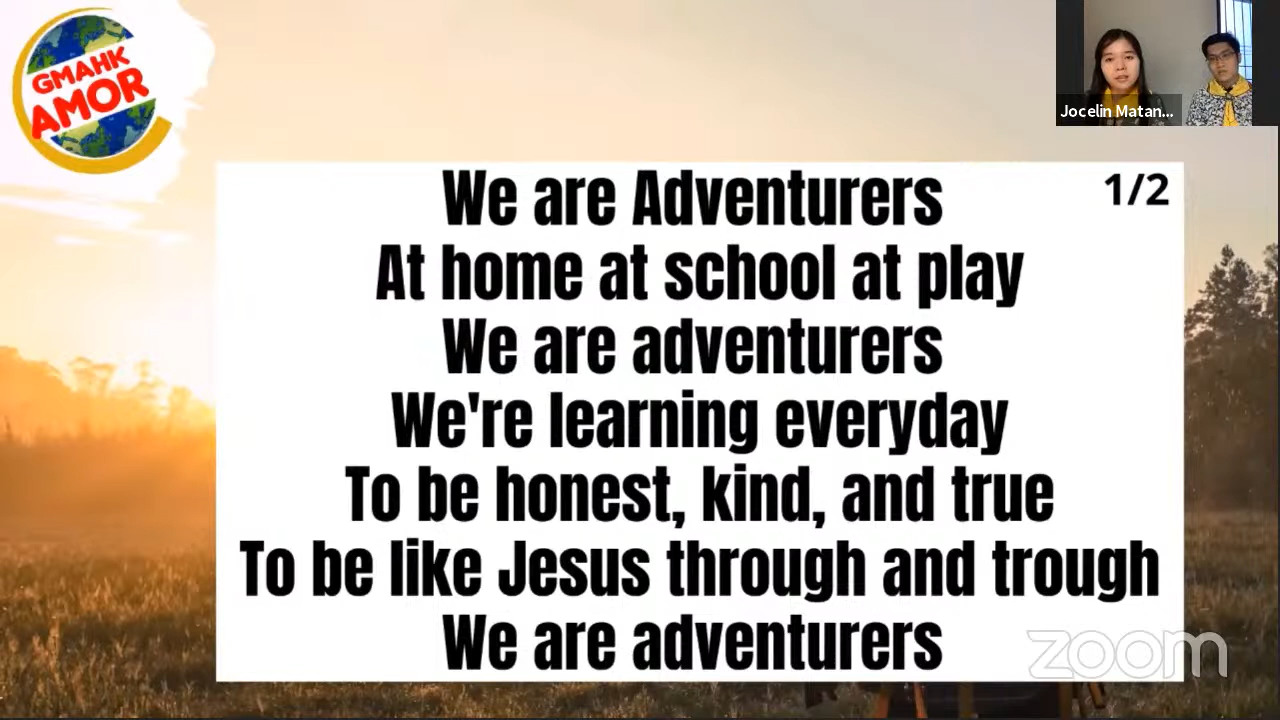 GMAHK
AMOR
Jocelin Matan...
We are Adventurers
1/2
At home at school at play
We are adventurers
We're learning everyday
To be honest, kind, and true
To be like Jesus through and trough
We are adventurers
zoom